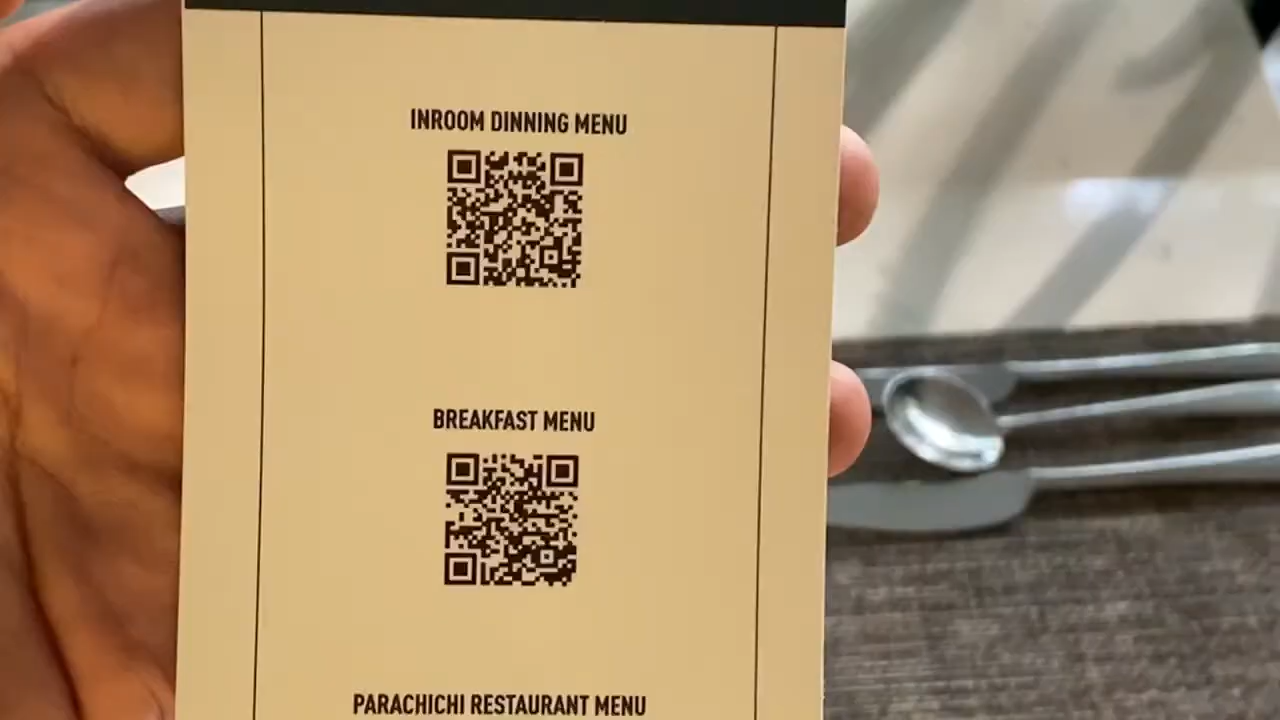 INROOM DINNING MENU
BREAKFAST MENU
PARACHICHI RESTAURANT MENU